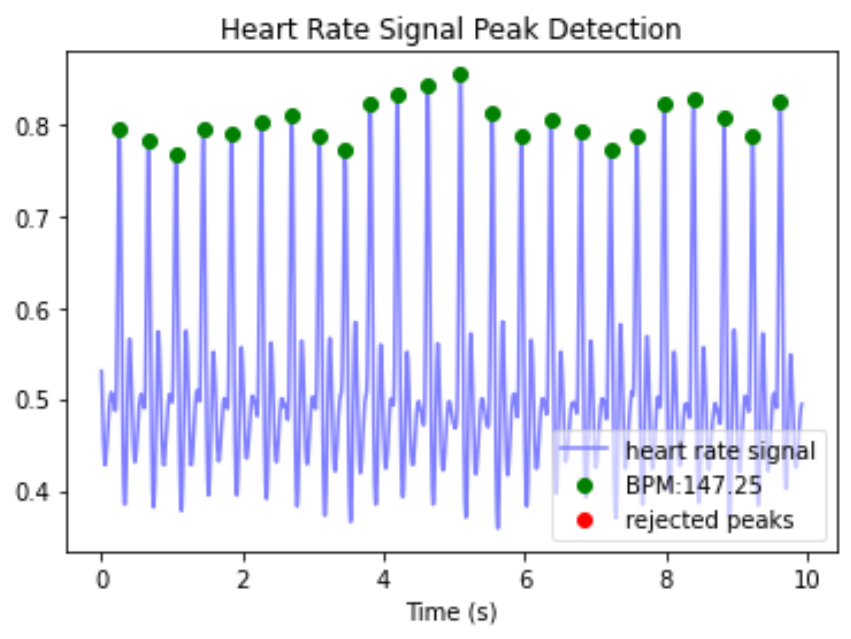 Heart Rate Signal Peak Detection
0.8
0.7
0.6
0.5
0.4
heart rate signal
BPM:147.25
rejected peaks
0 2 4 6 8 10
Time (s)